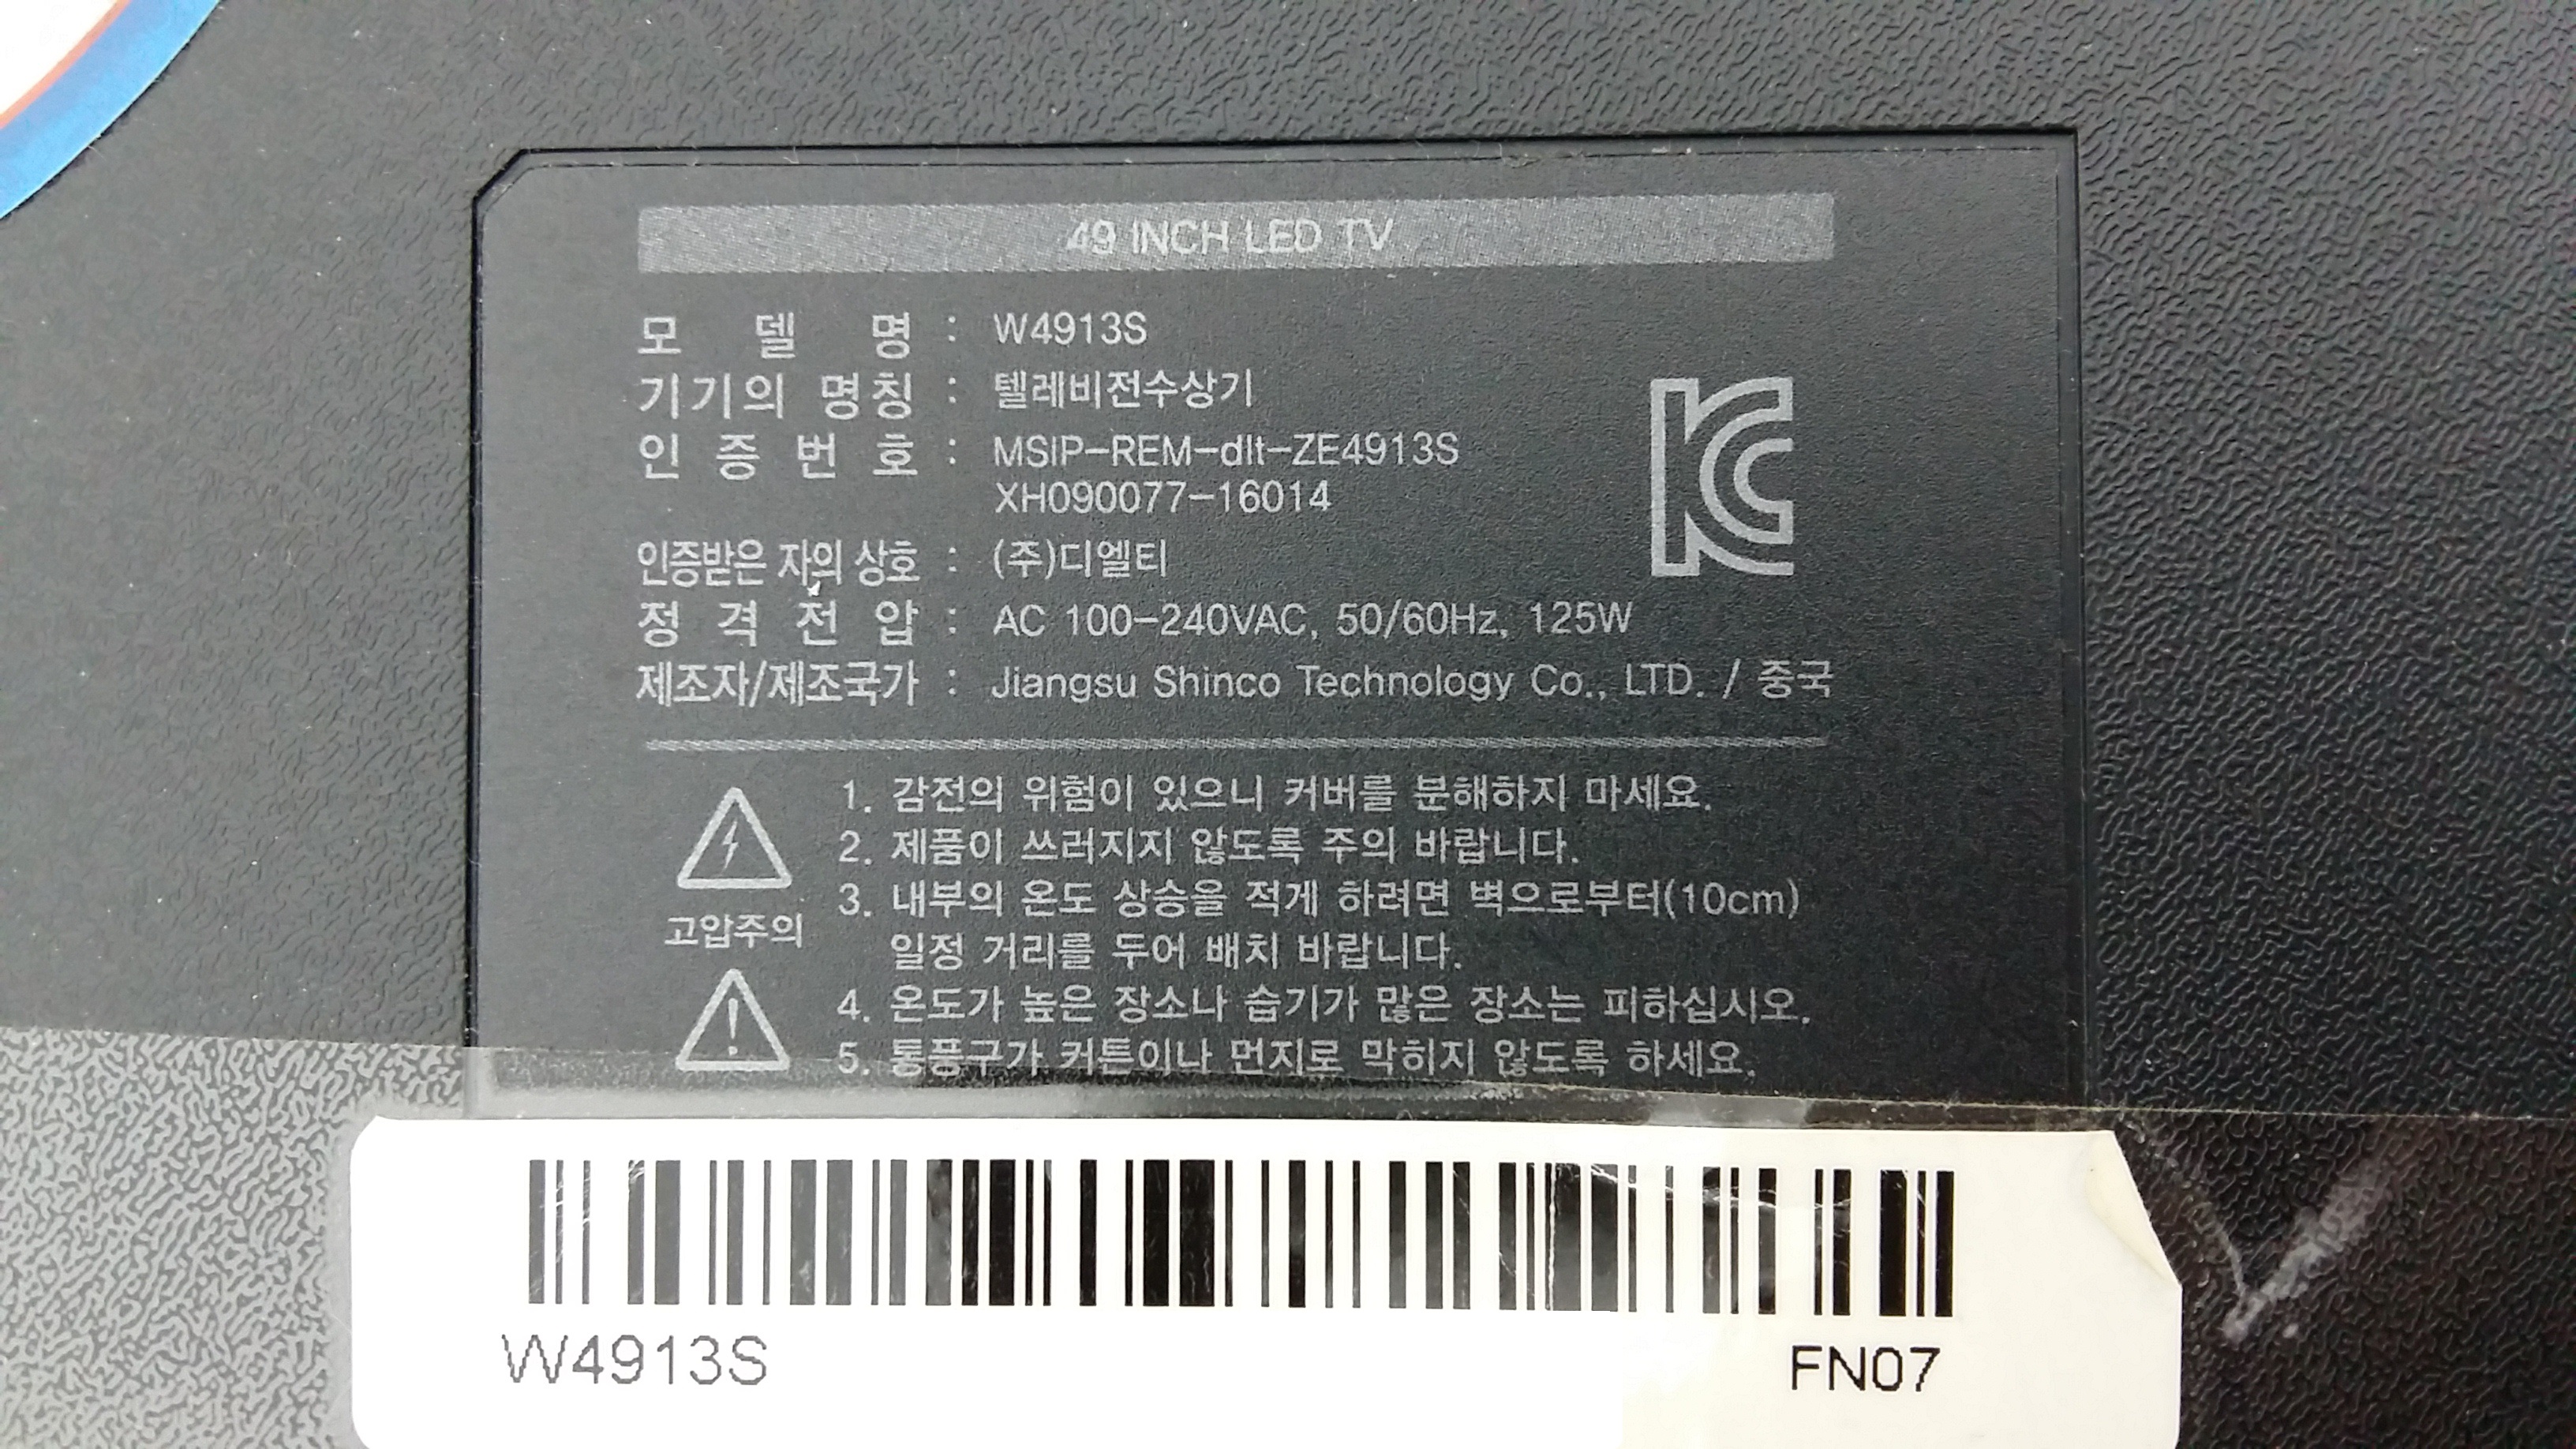 49 INCH LED TV
모델명 : W4913S
기기의 명칭 : 텔레비전수상기
인증번호 : MSIP-REM-dlt-ZE4913S
XH090077-16014
인증받은 자의 상호 : (주)디엘티
정격전압 : AC 100-240VAC, 50/60Hz, 125W
제조자/제조국가 : Jiangsu Shinco Technology Co., LTD. / 중국
KC
고압주의
1. 감전의 위험이 있으니 커버를 분해하지 마세요.
2. 제품이 쓰러지지 않도록 주의 바랍니다.
3. 내부의 온도 상승을 적게 하려면 벽으로부터(10cm)
일정 거리를 두어 배치 바랍니다.
4. 온도가 높은 장소나 습기가 많은 장소는 피하십시오.
5. 통풍구가 커튼이나 먼지로 막히지 않도록 하세요.
W4913S FN07